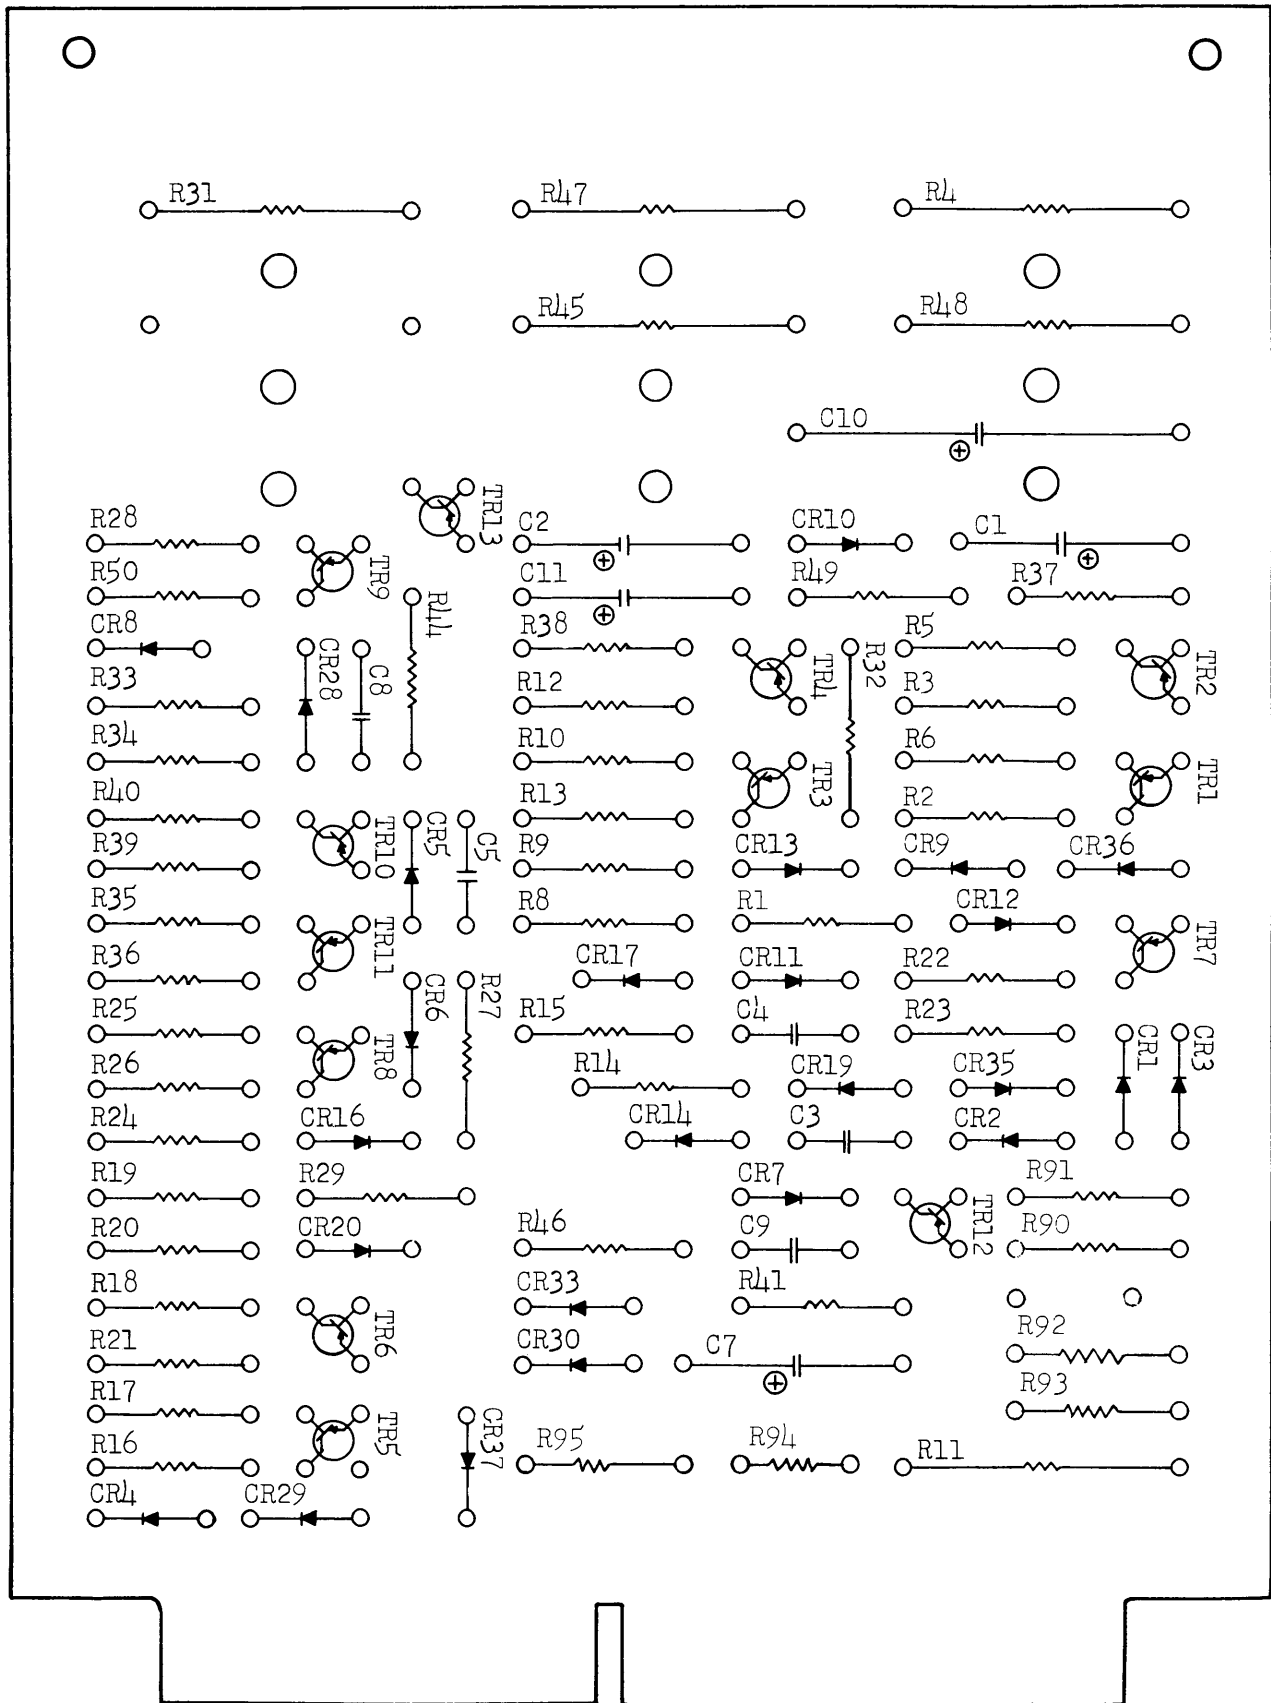 R31 R47 R4
R45 R48
C10
TR13
R28 C2 CR10 C1
TR9
R50 C11 R49 R37
R44
CR8 R38 R5
CR28 C8 TR4 R32 TR2
R33 R12 R3
R34 R10 R6
TR3 TR1
R40 R13 R2
TR10 CR5 C5
R39 R9 CR13 CR9 CR36
R35 R8 R1 CR12
TR11 TR7
R36 CR17 CR11 R22
CR6 R27
R25 R15 C4 R23
TR8 CR1 CR3
R26 R14 CR19 CR35
R24 CR16 CR14 C3 CR2
R19 R29 CR7 R91
TR12
R20 CR20 R46 C9 R90
R18 CR33 R41
TR6
R21 CR30 C7 R92
R17 R93
TR5 CR37
R16 R95 R94 R11
CR4 CR29